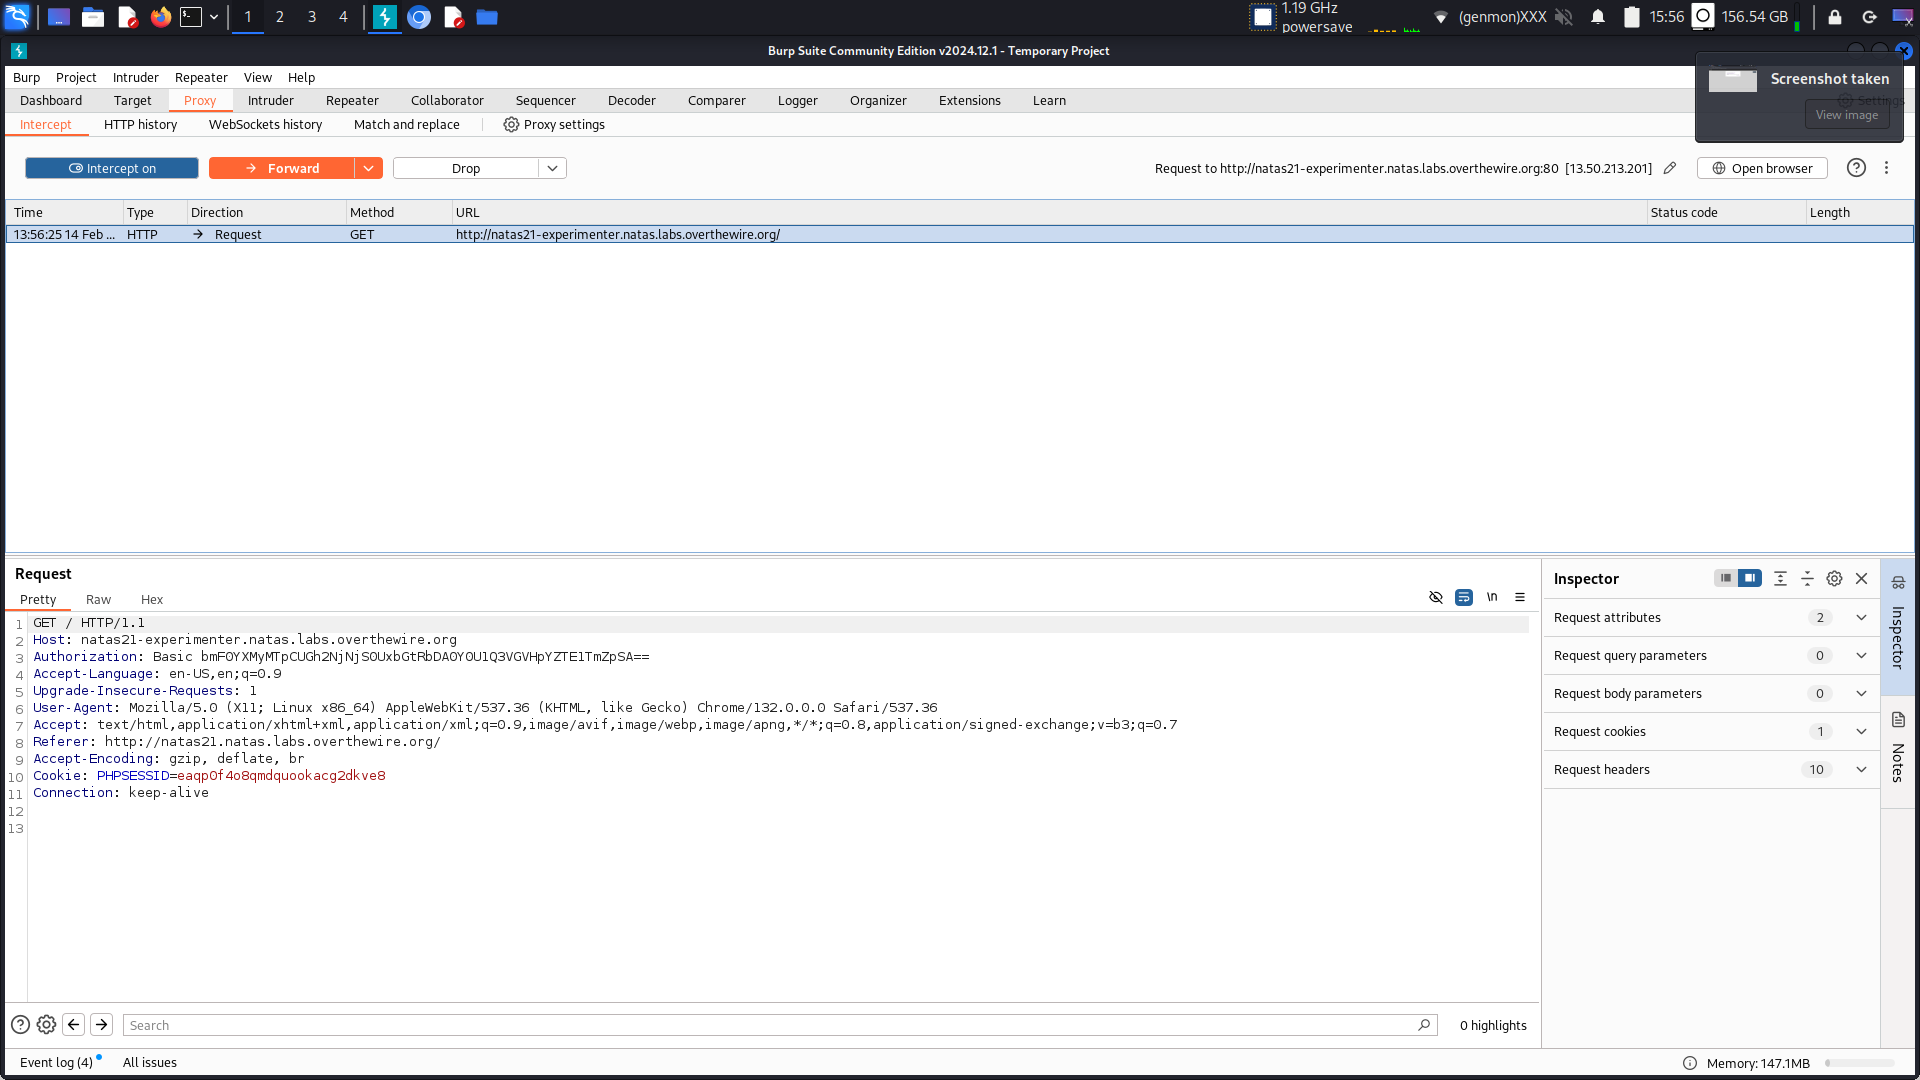 1 2 3 4
1.19 GHz
powersave
(genmon)XXX 15:56 156.54 GB
Burp Suite Community Edition v2024.12.1 - Temporary Project
Burp Project Intruder Repeater View Help
Screenshot taken
View image
Dashboard Target Proxy Intruder Repeater Collaborator Sequencer Decoder Comparer Logger Organizer Extensions Learn Settings
Intercept HTTP history WebSockets history Match and replace Proxy settings
Intercept on Forward Drop Request to http://natas21-experimenter.natas.labs.overthewire.org:80 [13.50.213.201] Open browser
Time Type Direction Method URL Status code Length
13:56:25 14 Feb ... HTTP → Request GET http://natas21-experimenter.natas.labs.overthewire.org/
Request
Pretty Raw Hex \n
1 GET / HTTP/1.1
2 Host: natas21-experimenter.natas.labs.overthewire.org
3 Authorization: Basic bmF0YXMyMTpCUGh2NjNjS0UxbGtRbDA0Y0U1Q3VGVHpYZTE1TmZpSA==
4 Accept-Language: en-US,en;q=0.9
5 Upgrade-Insecure-Requests: 1
6 User-Agent: Mozilla/5.0 (X11; Linux x86_64) AppleWebKit/537.36 (KHTML, like Gecko) Chrome/132.0.0.0 Safari/537.36
7 Accept: text/html,application/xhtml+xml,application/xml;q=0.9,image/avif,image/webp,image/apng,*/*;q=0.8,application/signed-exchange;v=b3;q=0.7
8 Referer: http://natas21.natas.labs.overthewire.org/
9 Accept-Encoding: gzip, deflate, br
10 Cookie: PHPSESSID=eaqp0f4o8qmdquookacg2dkve8
11 Connection: keep-alive
12
13
Search
0 highlights
Inspector
Request attributes 2
Request query parameters 0
Request body parameters 0
Request cookies 1
Request headers 10
Inspector
Notes
Event log (4) All issues
Memory: 147.1MB